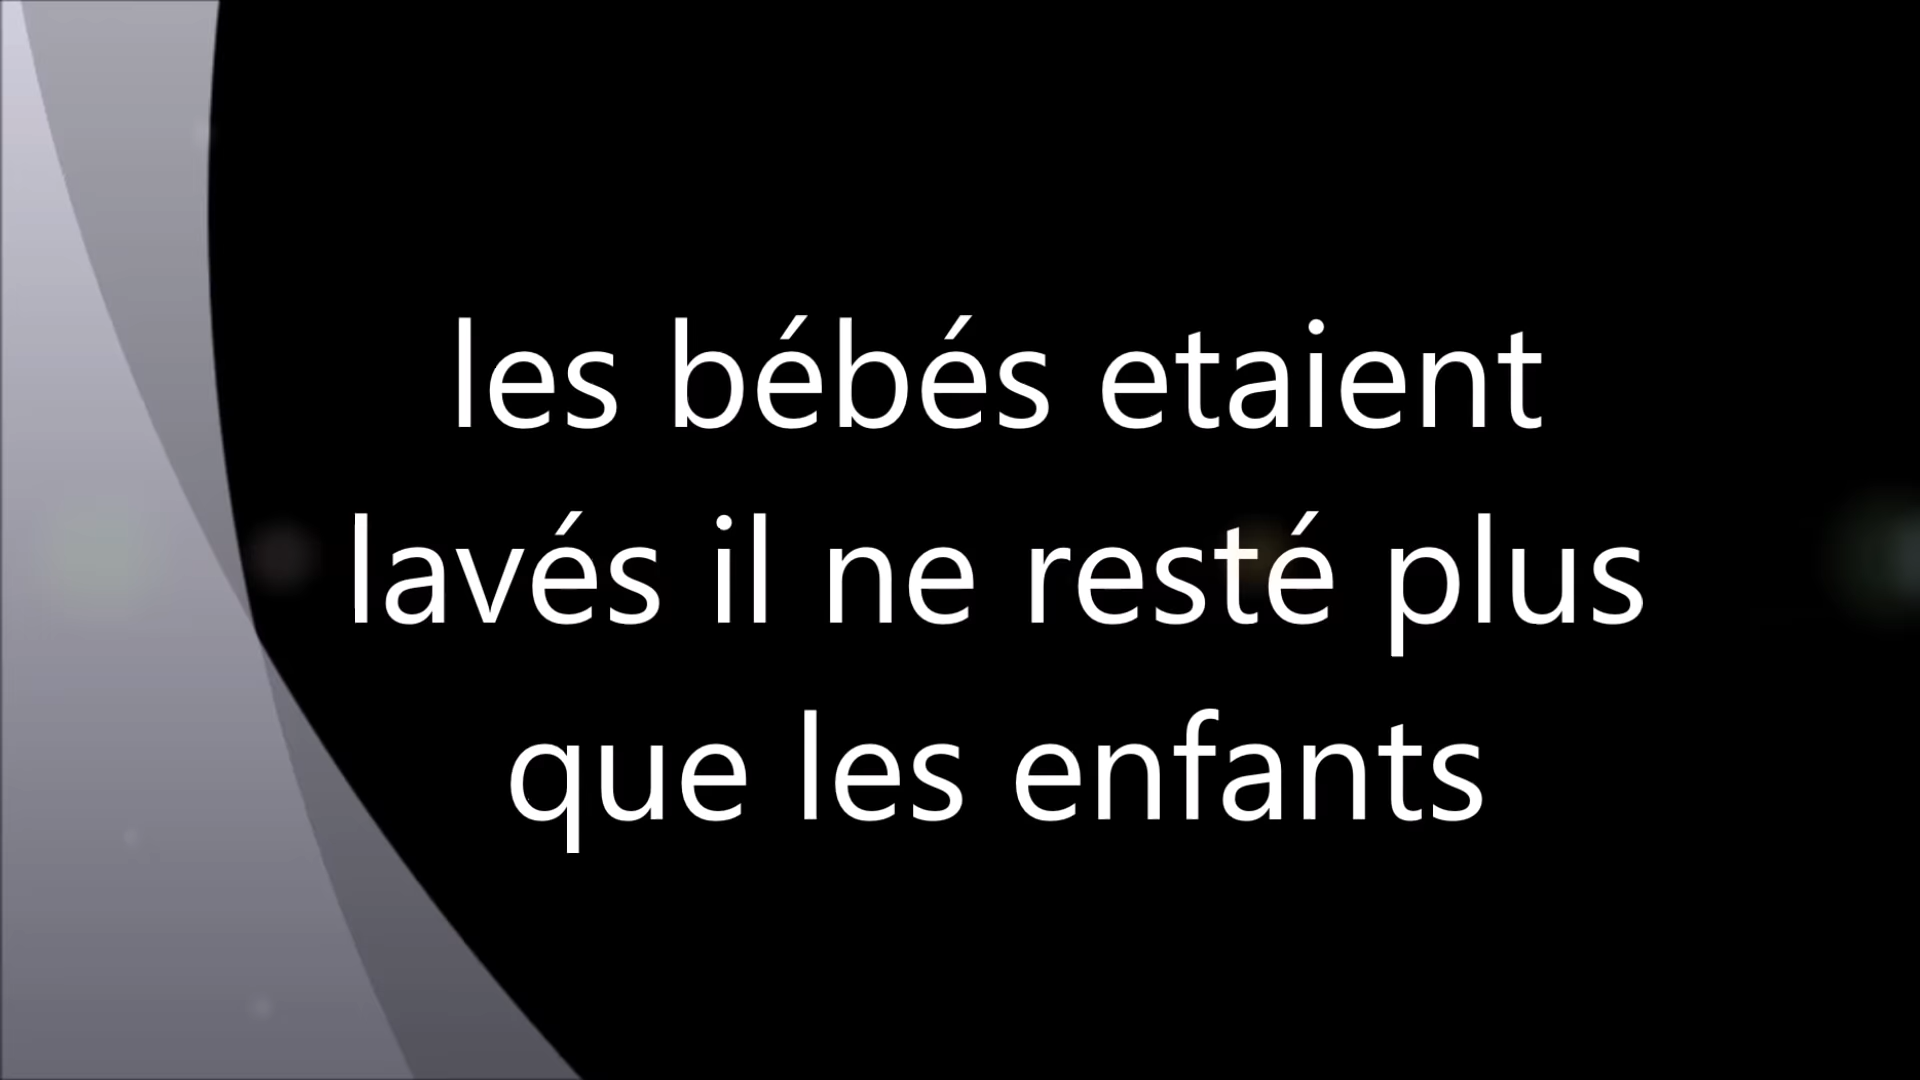 les bébés etaient
lavés il ne resté plus
que les enfants